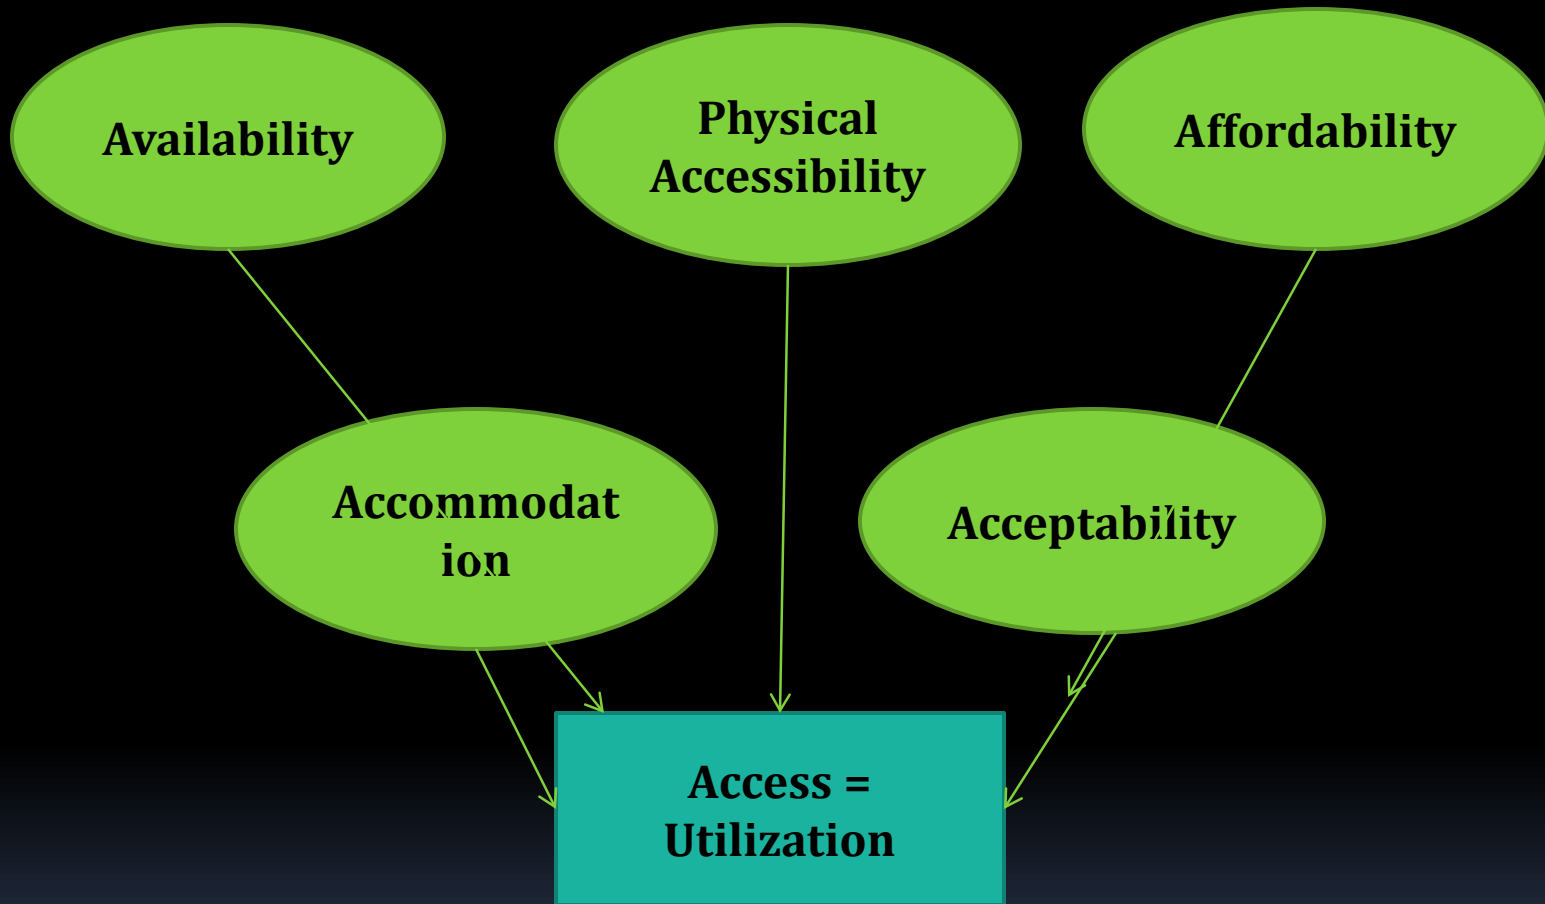 Availability
Physical
Accessibility
Affordability
Accommodat
ion
Acceptability
Access =
Utilization